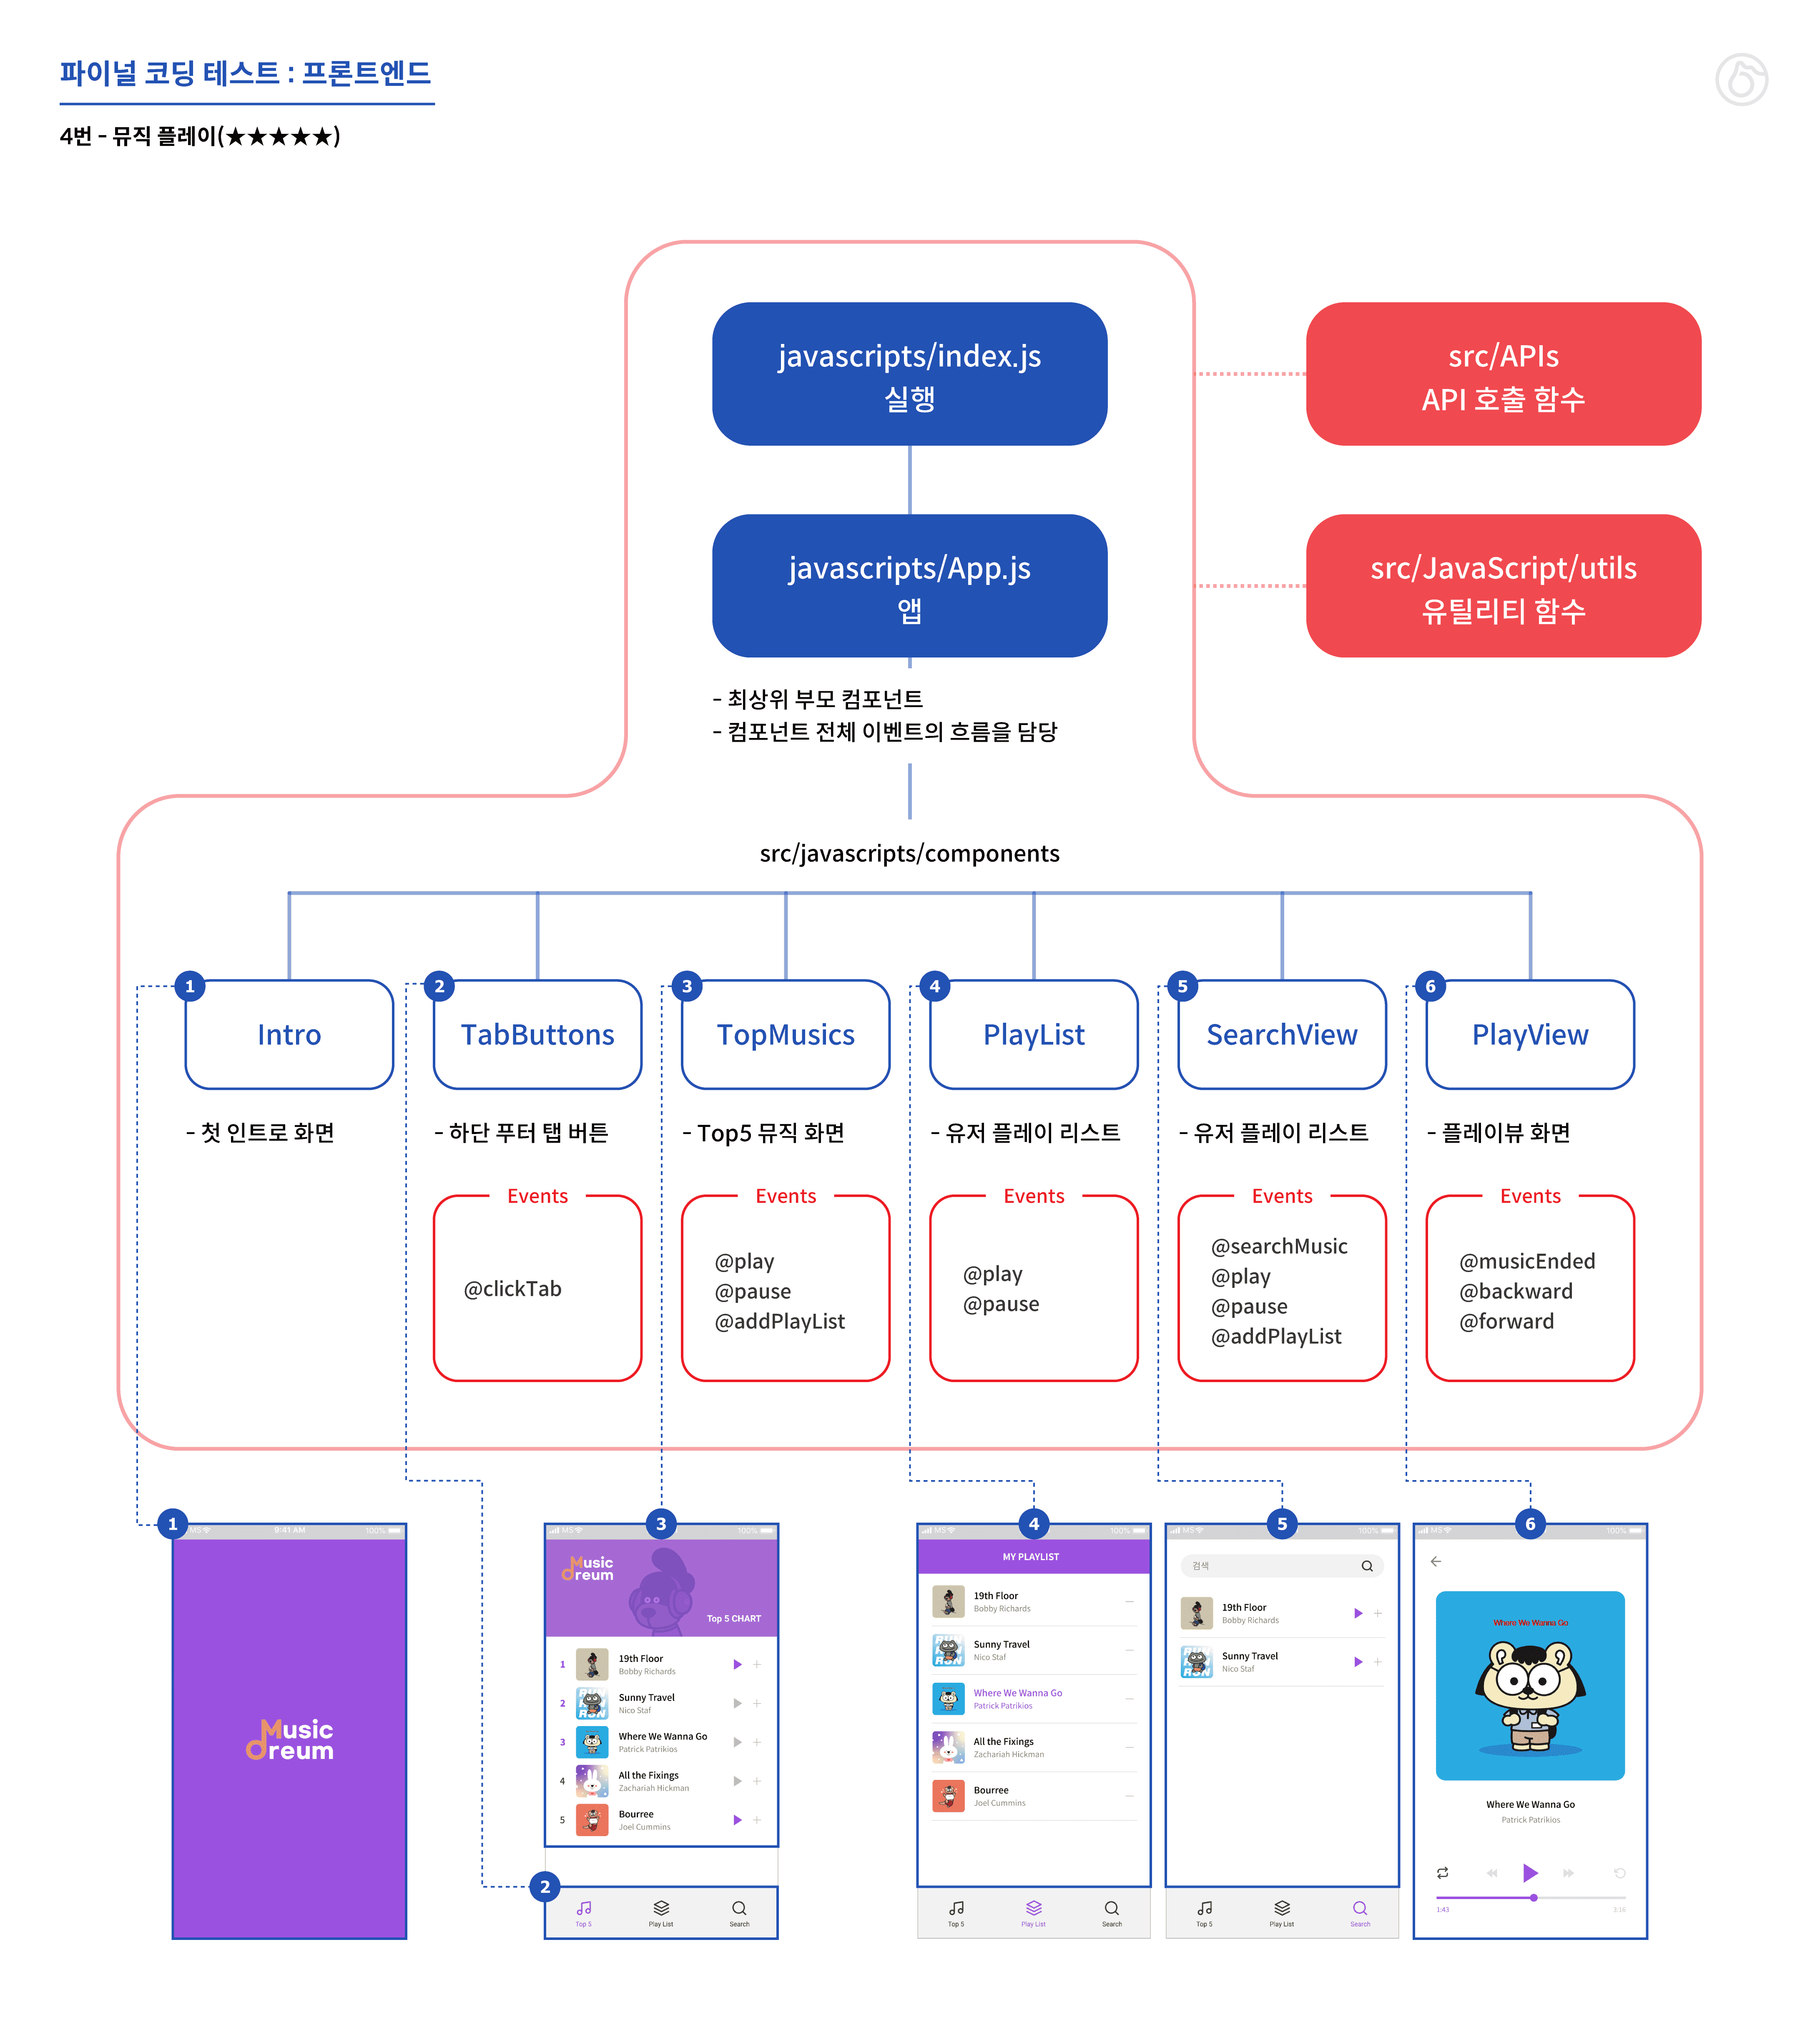 파이널 코딩 테스트 : 프론트엔드
4번 - 뮤직 플레이(★★★★★)
javascripts/index.js
실행
src/APIs
API 호출 함수
javascripts/App.js
앱
src/JavaScript/utils
유틸리티 함수
- 최상위 부모 컴포넌트
- 컴포넌트 전체 이벤트의 흐름을 담당
src/javascripts/components
1
Intro
- 첫 인트로 화면
2
TabButtons
- 하단 푸터 탭 버튼
Events
@clickTab
3
TopMusics
- Top5 뮤직 화면
Events
@play
@pause
@addPlayList
4
PlayList
- 유저 플레이 리스트
Events
@play
@pause
5
SearchView
- 유저 플레이 리스트
Events
@searchMusic
@play
@pause
@addPlayList
6
PlayView
- 플레이뷰 화면
Events
@musicEnded
@backward
@forward
1
MS
9:41 AM
100%
Music
dreum
3
MS
100%
Music
dreum
Top 5 CHART
1
19th Floor
Bobby Richards
2
Sunny Travel
Nico Staf
3
Where We Wanna Go
Patrick Patrikios
4
All the Fixings
Zachariah Hickman
5
Bourree
Joel Cummins
2
Top 5
Play List
Search
4
MS
100%
MY PLAYLIST
19th Floor
Bobby Richards
Sunny Travel
Nico Staf
Where We Wanna Go
Patrick Patrikios
All the Fixings
Zachariah Hickman
Bourree
Joel Cummins
Top 5
Play List
Search
5
MS
100%
검색
19th Floor
Bobby Richards
Sunny Travel
Nico Staf
Top 5
Play List
Search
6
MS
100%
Where We Wanna Go
Where We Wanna Go
Patrick Patrikios
1:43
3:16